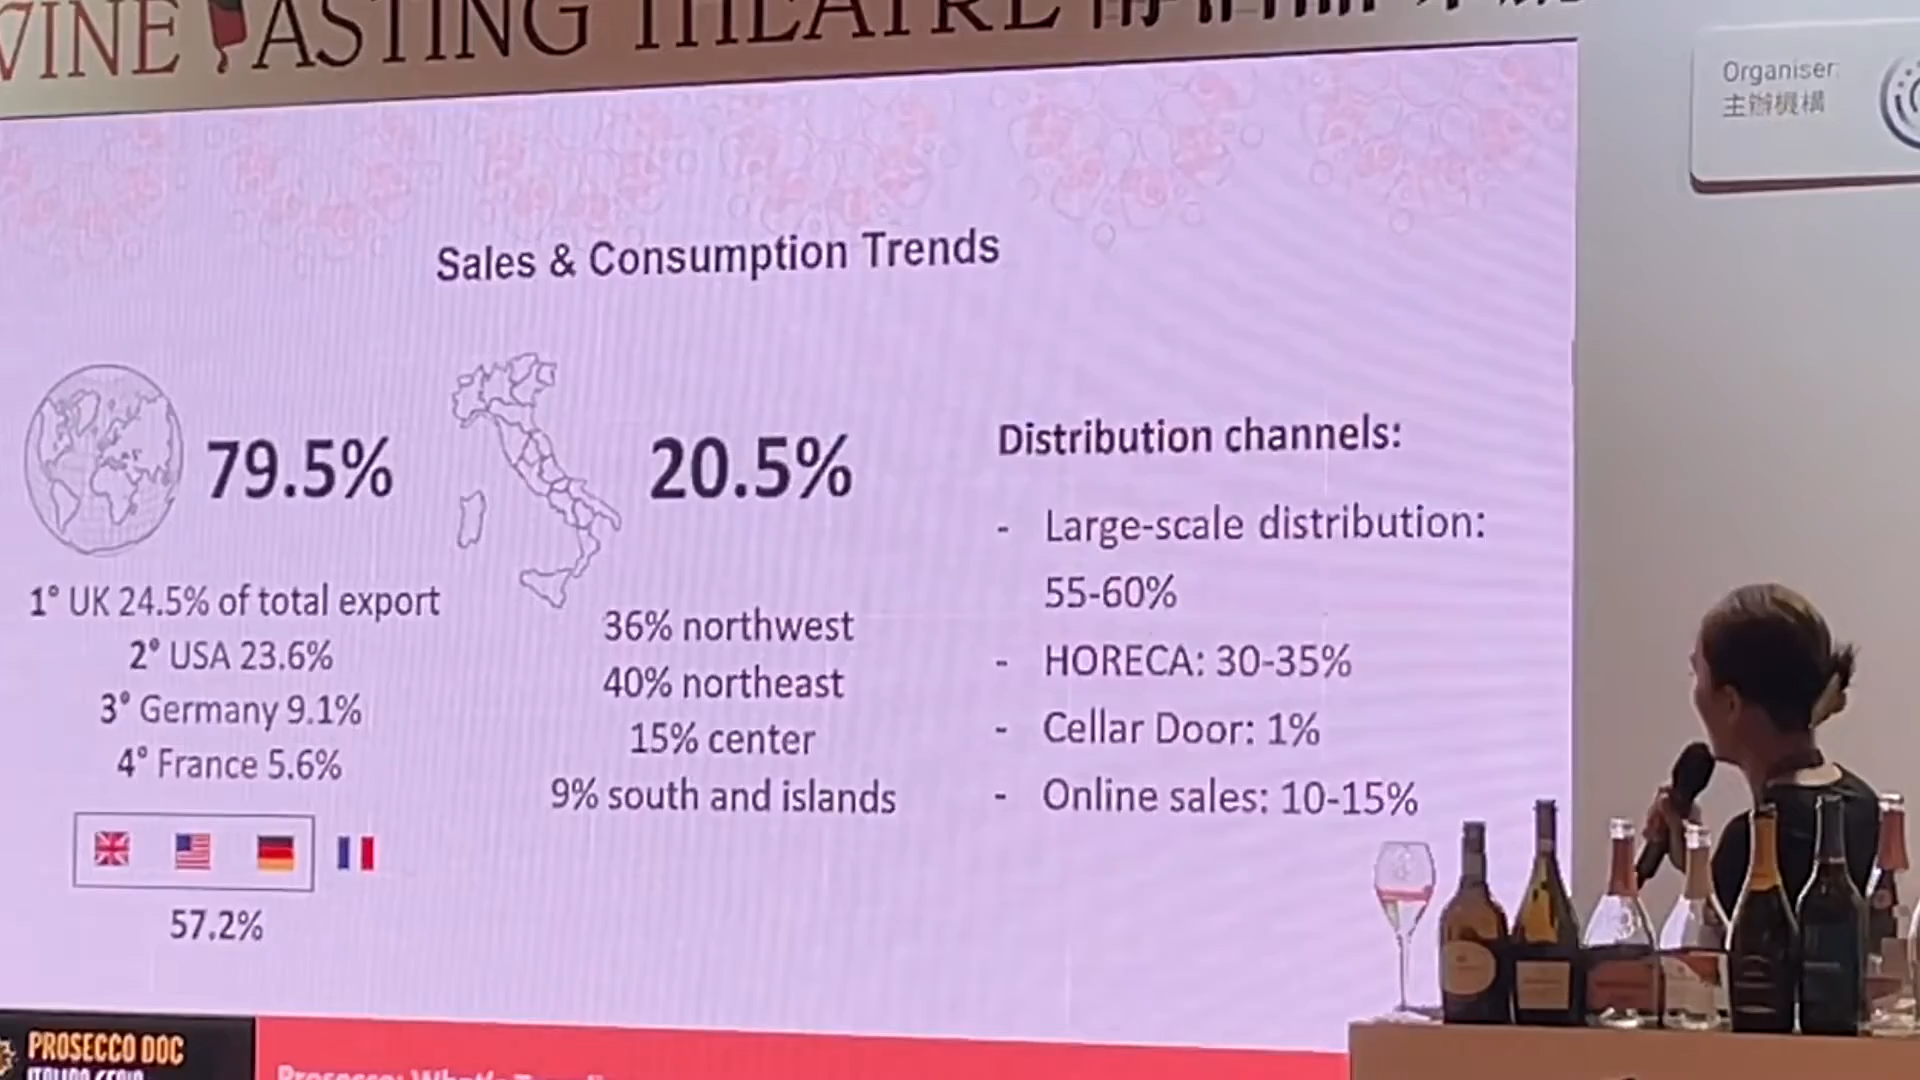 WINE TASTING THEATRE
Organiser:
主辦機構
Sales & Consumption Trends
79.5%
1° UK 24.5% of total export
2° USA 23.6%
3° Germany 9.1%
4° France 5.6%
57.2%
20.5%
36% northwest
40% northeast
15% center
9% south and islands
Distribution channels:
- Large-scale distribution:
55-60%
- HORECA: 30-35%
- Cellar Door: 1%
- Online sales: 10-15%
PROSECCO DOC
Prosecco: What's